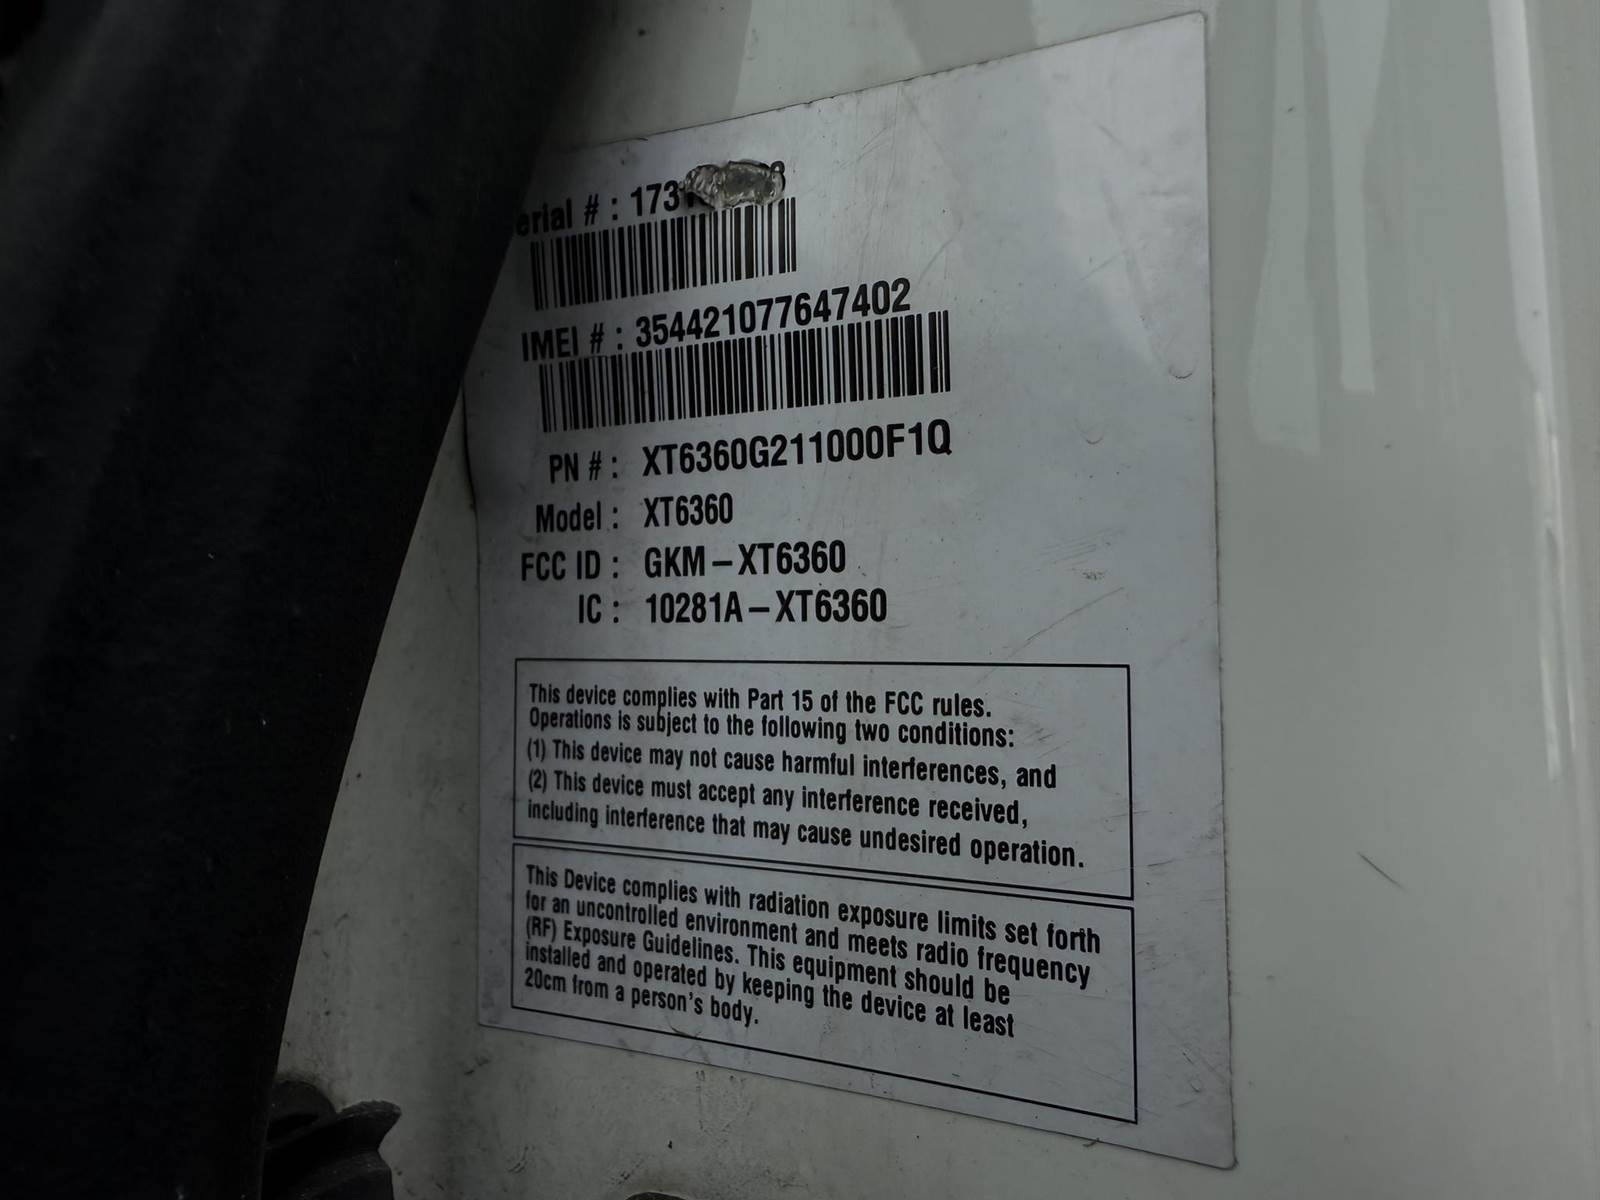 erial # :
IMEI # : 354421077647402
PN # : XT6360G211000F1Q
Model : XT6360
FCC ID : GKM-XT6360
IC : 10281A-XT6360
This device complies with Part 15 of the FCC rules.
Operations is subject to the following two conditions:
(1) This device may not cause harmful interferences, and
(2) This device must accept any interference received,
including interference that may cause undesired operation.
This Device complies with radiation exposure limits set forth
for an uncontrolled environment and meets radio frequency
(RF) Exposure Guidelines. This equipment should be
installed and operated by keeping the device at least
20cm from a person's body.